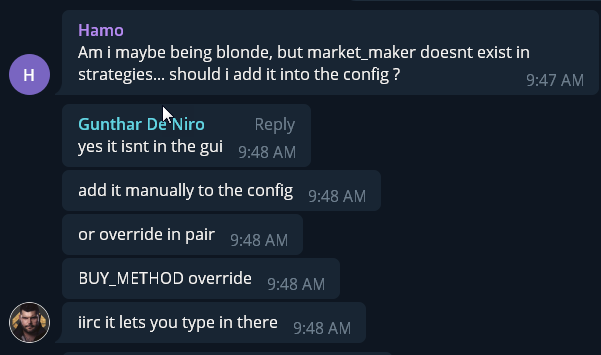 Hamo
Am i maybe being blonde, but market_maker doesnt exist in
strategies... should i add it into the config ?
9:47 AM
H
Gunthar De Niro
Reply
yes it isnt in the gui
9:48 AM
add it manually to the config
9:48 AM
or override in pair
9:48 AM
BUY_METHOD override
9:48 AM
iirc it lets you type in there
9:48 AM